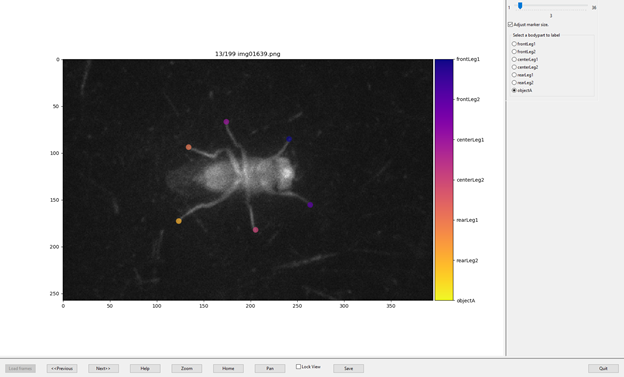 1
38
3
Adjust marker size.
Select a bodypart to label
frontLeg1
frontLeg2
centerLeg1
centerLeg2
rearLeg1
rearLeg2
objectA
13/199 img01639.png
0
50
100
150
200
250
0
50
100
150
200
250
300
350
frontLeg1
frontLeg2
centerLeg1
centerLeg2
rearLeg1
rearLeg2
objectA
Load frames
<<Previous
Next>>
Help
Zoom
Home
Pan
Lock View
Save
Quit